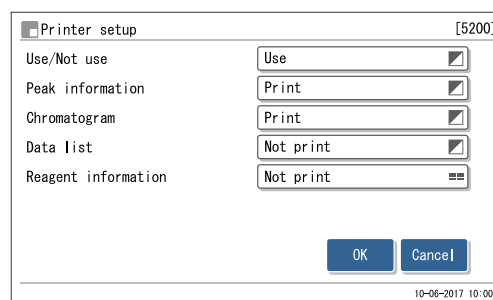 Printer setup [5200]
Use/Not use Use
Peak information Print
Chromatogram Print
Data list Not print
Reagent information Not print
OK Cancel
10-06-2017 10:00